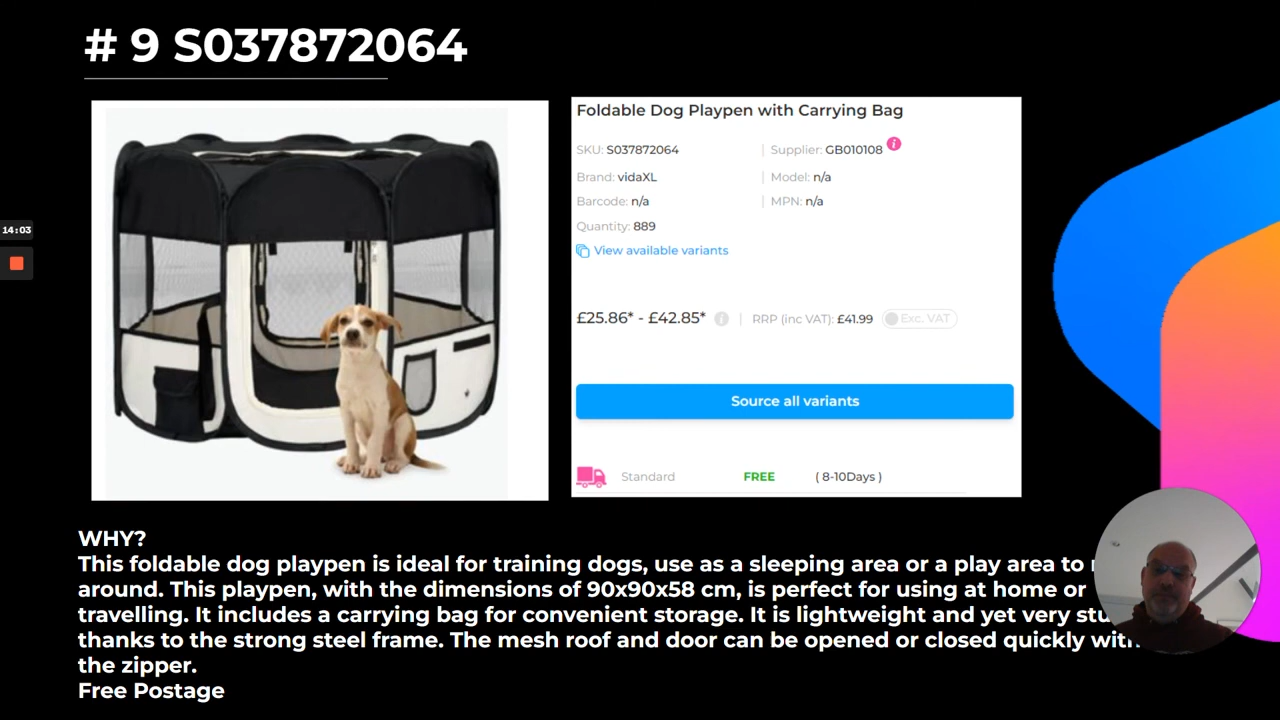 # 9 S037872064
Foldable Dog Playpen with Carrying Bag
SKU: S037872064 | Supplier: GB010108 i
Brand: vidaXL | Model: n/a
Barcode: n/a | MPN: n/a
Quantity: 889
View available variants
£25.86* - £42.85* i | RRP (inc VAT): £41.99 Exc. VAT
Source all variants
Standard FREE ( 8-10Days )
14:03
WHY?
This foldable dog playpen is ideal for training dogs, use as a sleeping area or a play area to
around. This playpen, with the dimensions of 90x90x58 cm, is perfect for using at home or
travelling. It includes a carrying bag for convenient storage. It is lightweight and yet very
thanks to the strong steel frame. The mesh roof and door can be opened or closed quickly with
the zipper.
Free Postage